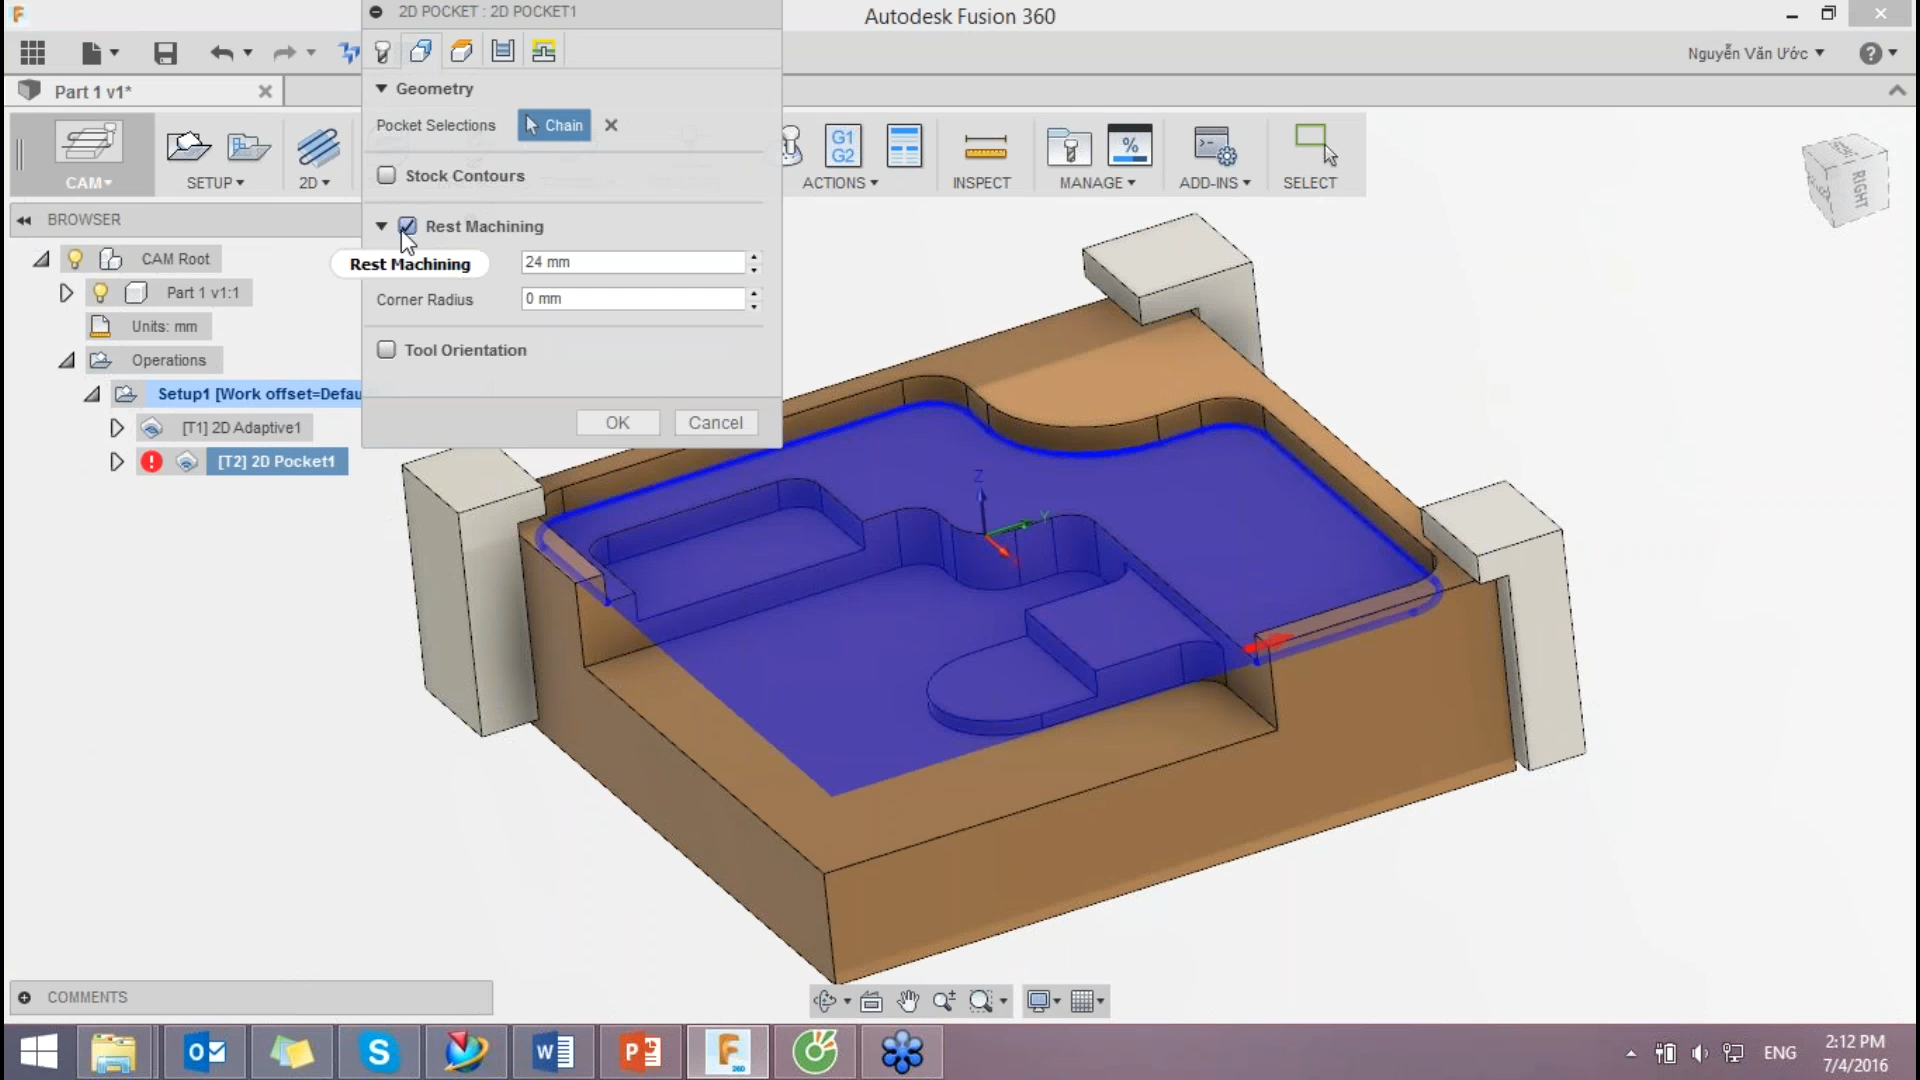 2D POCKET : 2D POCKET1
Autodesk Fusion 360
Nguyễn Văn Ước
Part 1 v1*
Geometry
Pocket Selections
Chain
Stock Contours
Rest Machining
Rest Machining
24 mm
Corner Radius
0 mm
Tool Orientation
OK
Cancel
CAM
SETUP
2D
G1
G2
%
ACTIONS
INSPECT
MANAGE
ADD-INS
SELECT
RIGHT
BROWSER
CAM Root
Part 1 v1:1
Units: mm
Operations
Setup1 [Work offset=Defau
[T1] 2D Adaptive1
[T2] 2D Pocket1
Z
Y
COMMENTS
ENG
2:12 PM
7/4/2016